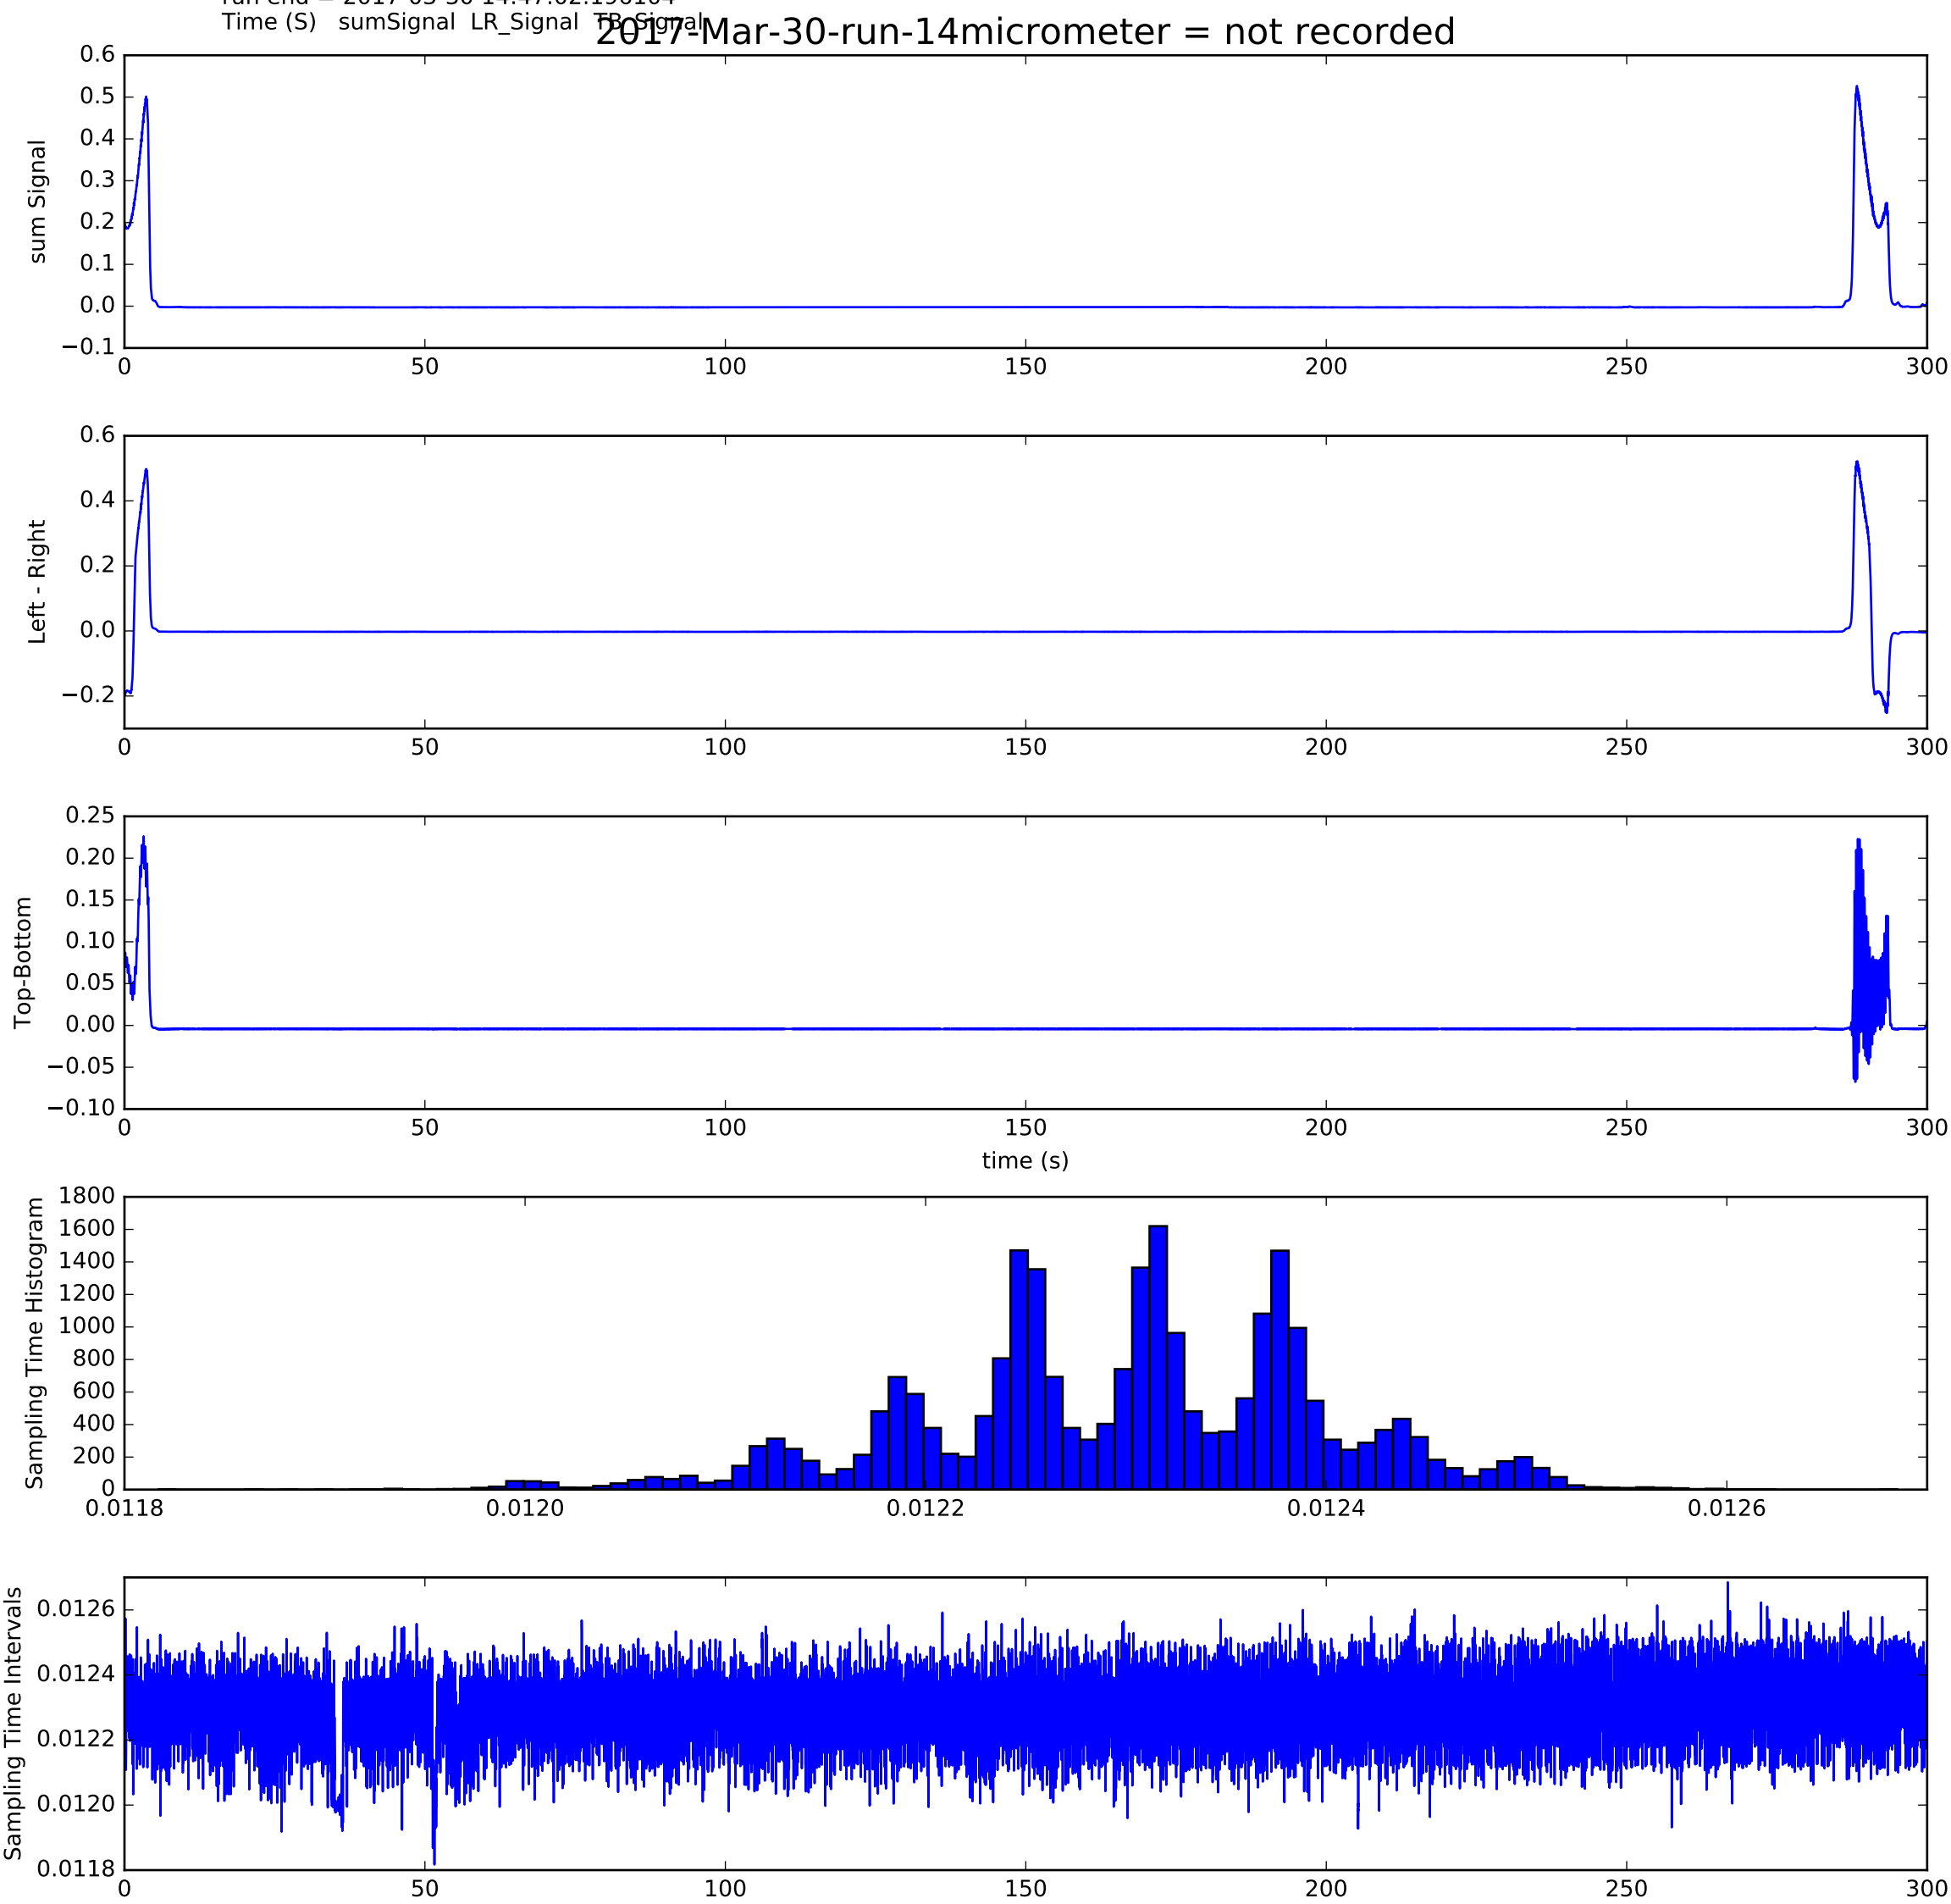 Time (S) sumSignal LR_Signal TB_Signal
2017-Mar-30-run-14micrometer = not recorded
0.6
0.5
0.4
0.3
0.2
0.1
0.0
−0.1
sum Signal
0 50 100 150 200 250 300
0.6
0.4
0.2
0.0
−0.2
Left - Right
0 50 100 150 200 250 300
0.25
0.20
0.15
0.10
0.05
0.00
−0.05
−0.10
Top-Bottom
0 50 100 150 200 250 300
time (s)
1800
1600
1400
1200
1000
800
600
400
200
0
Sampling Time Histogram
0.0118 0.0120 0.0122 0.0124 0.0126
0.0126
0.0124
0.0122
0.0120
0.0118
Sampling Time Intervals
0 50 100 150 200 250 300